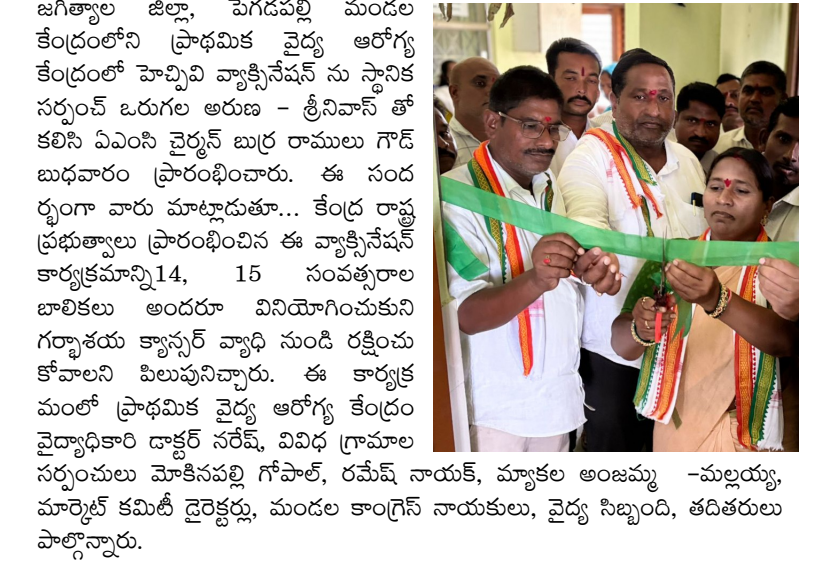 జగిత్యాల జిల్లా, పెగడపల్లి మండల
కేంద్రంలోని ప్రాథమిక వైద్య ఆరోగ్య
కేంద్రంలో హెచ్పివి వ్యాక్సినేషన్ ను స్థానిక
సర్పంచ్ ఒరుగల అరుణ – శ్రీనివాస్ తో
కలిసి ఏఎంసి చైర్మన్ బుర్ర రాములు గౌడ్
బుధవారం ప్రారంభించారు. ఈ సంద
ర్భంగా వారు మాట్లాడుతూ... కేంద్ర రాష్ట్ర
ప్రభుత్వాలు ప్రారంభించిన ఈ వ్యాక్సినేషన్
కార్యక్రమాన్ని14, 15 సంవత్సరాల
బాలికలు అందరూ వినియోగించుకుని
గర్భాశయ క్యాన్సర్ వ్యాధి నుండి రక్షించు
కోవాలని పిలుపునిచ్చారు. ఈ కార్యక్ర
మంలో ప్రాథమిక వైద్య ఆరోగ్య కేంద్రం
వైద్యాధికారి డాక్టర్ నరేష్, వివిధ గ్రామాల
సర్పంచులు మోకినపల్లి గోపాల్, రమేష్ నాయక్, మ్యాకల అంజమ్మ –మల్లయ్య,
మార్కెట్ కమిటీ డైరెక్టర్లు, మండల కాంగ్రెస్ నాయకులు, వైద్య సిబ్బంది, తదితరులు
పాల్గొన్నారు.